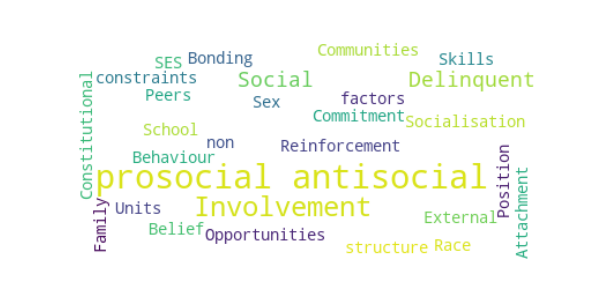 Communities
SES
Bonding
Skills
constraints
Social
Delinquent
Peers
Sex
factors
Constitutional
Commitment
Socialisation
School
non
Reinforcement
Behaviour
prosocial antisocial
Position
Attachment
Family
Units
Involvement
External
Belief
Opportunities
structure
Race